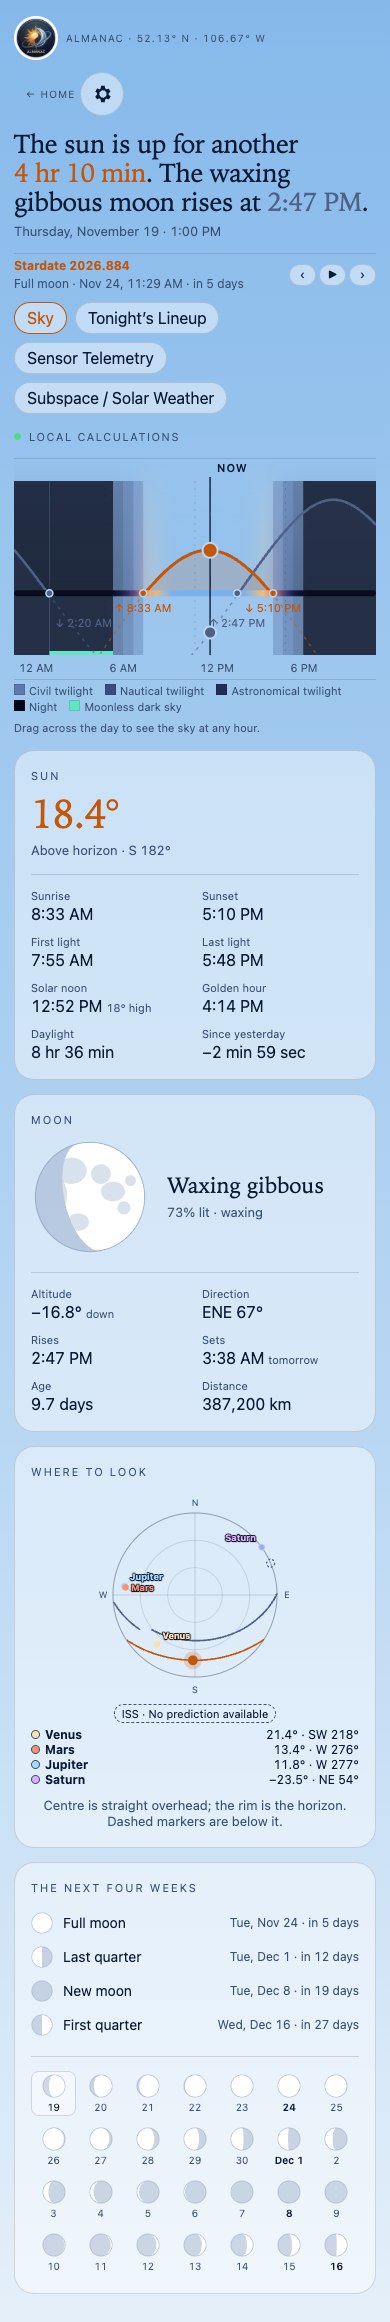 ALMANAC · 52.13° N · 106.67° W
← HOME
The sun is up for another
4 hr 10 min. The waxing
gibbous moon rises at 2:47 PM.
Thursday, November 19 · 1:00 PM
Stardate 2026.884
Full moon · Nov 24, 11:29 AM · in 5 days
Sky
Tonight's Lineup
Sensor Telemetry
Subspace / Solar Weather
LOCAL CALCULATIONS
NOW
↑ 8:33 AM
↓ 5:10 PM
↓ 2:20 AM
↑ 2:47 PM
12 AM
6 AM
12 PM
6 PM
Civil twilight
Nautical twilight
Astronomical twilight
Night
Moonless dark sky
Drag across the day to see the sky at any hour.
SUN
18.4°
Above horizon · S 182°
Sunrise
Sunset
8:33 AM
5:10 PM
First light
Last light
7:55 AM
5:48 PM
Solar noon
Golden hour
12:52 PM 18° high
4:14 PM
Daylight
Since yesterday
8 hr 36 min
−2 min 59 sec
MOON
Waxing gibbous
73% lit · waxing
Altitude
Direction
−16.8° down
ENE 67°
Rises
Sets
2:47 PM
3:38 AM tomorrow
Age
Distance
9.7 days
387,200 km
WHERE TO LOOK
N
Saturn
Jupiter
Mars
W
E
Venus
S
ISS · No prediction available
Venus 21.4° · SW 218°
Mars 13.4° · W 276°
Jupiter 11.8° · W 277°
Saturn −23.5° · NE 54°
Centre is straight overhead; the rim is the horizon.
Dashed markers are below it.
THE NEXT FOUR WEEKS
Full moon Tue, Nov 24 · in 5 days
Last quarter Tue, Dec 1 · in 12 days
New moon Tue, Dec 8 · in 19 days
First quarter Wed, Dec 16 · in 27 days
19 20 21 22 23 24 25
26 27 28 29 30 Dec 1 2
3 4 5 6 7 8 9
10 11 12 13 14 15 16